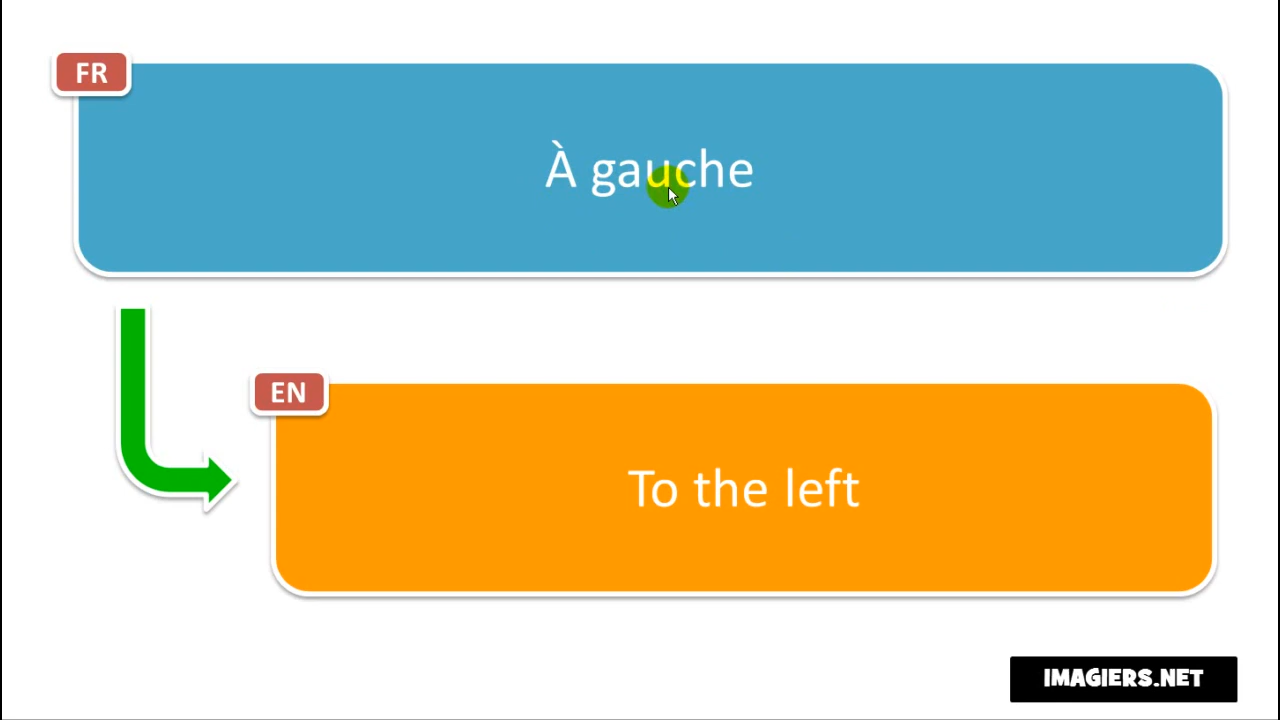 FR
À gauche
EN
To the left
IMAGIERS.NET